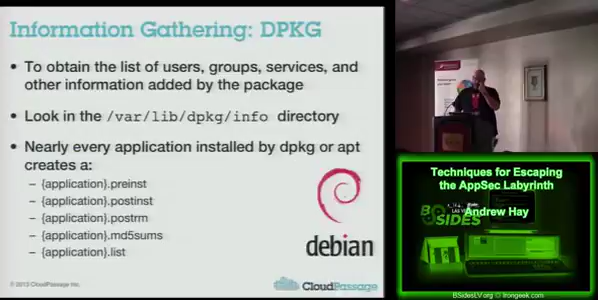 Information Gathering: DPKG
• To obtain the list of users, groups, services, and
other information added by the package
• Look in the /var/lib/dpkg/info directory
• Nearly every application installed by dpkg or apt
creates a:
– {application}.preinst
– {application}.postinst
– {application}.postrm
– {application}.md5sums
– {application}.list
debian
© 2013 CloudPassage Inc.
CloudPassage
Techniques for Escaping
the AppSec Labyrinth
Andrew Hay
BSIDES
LAS
BSidesLV.org © Irongeek.com